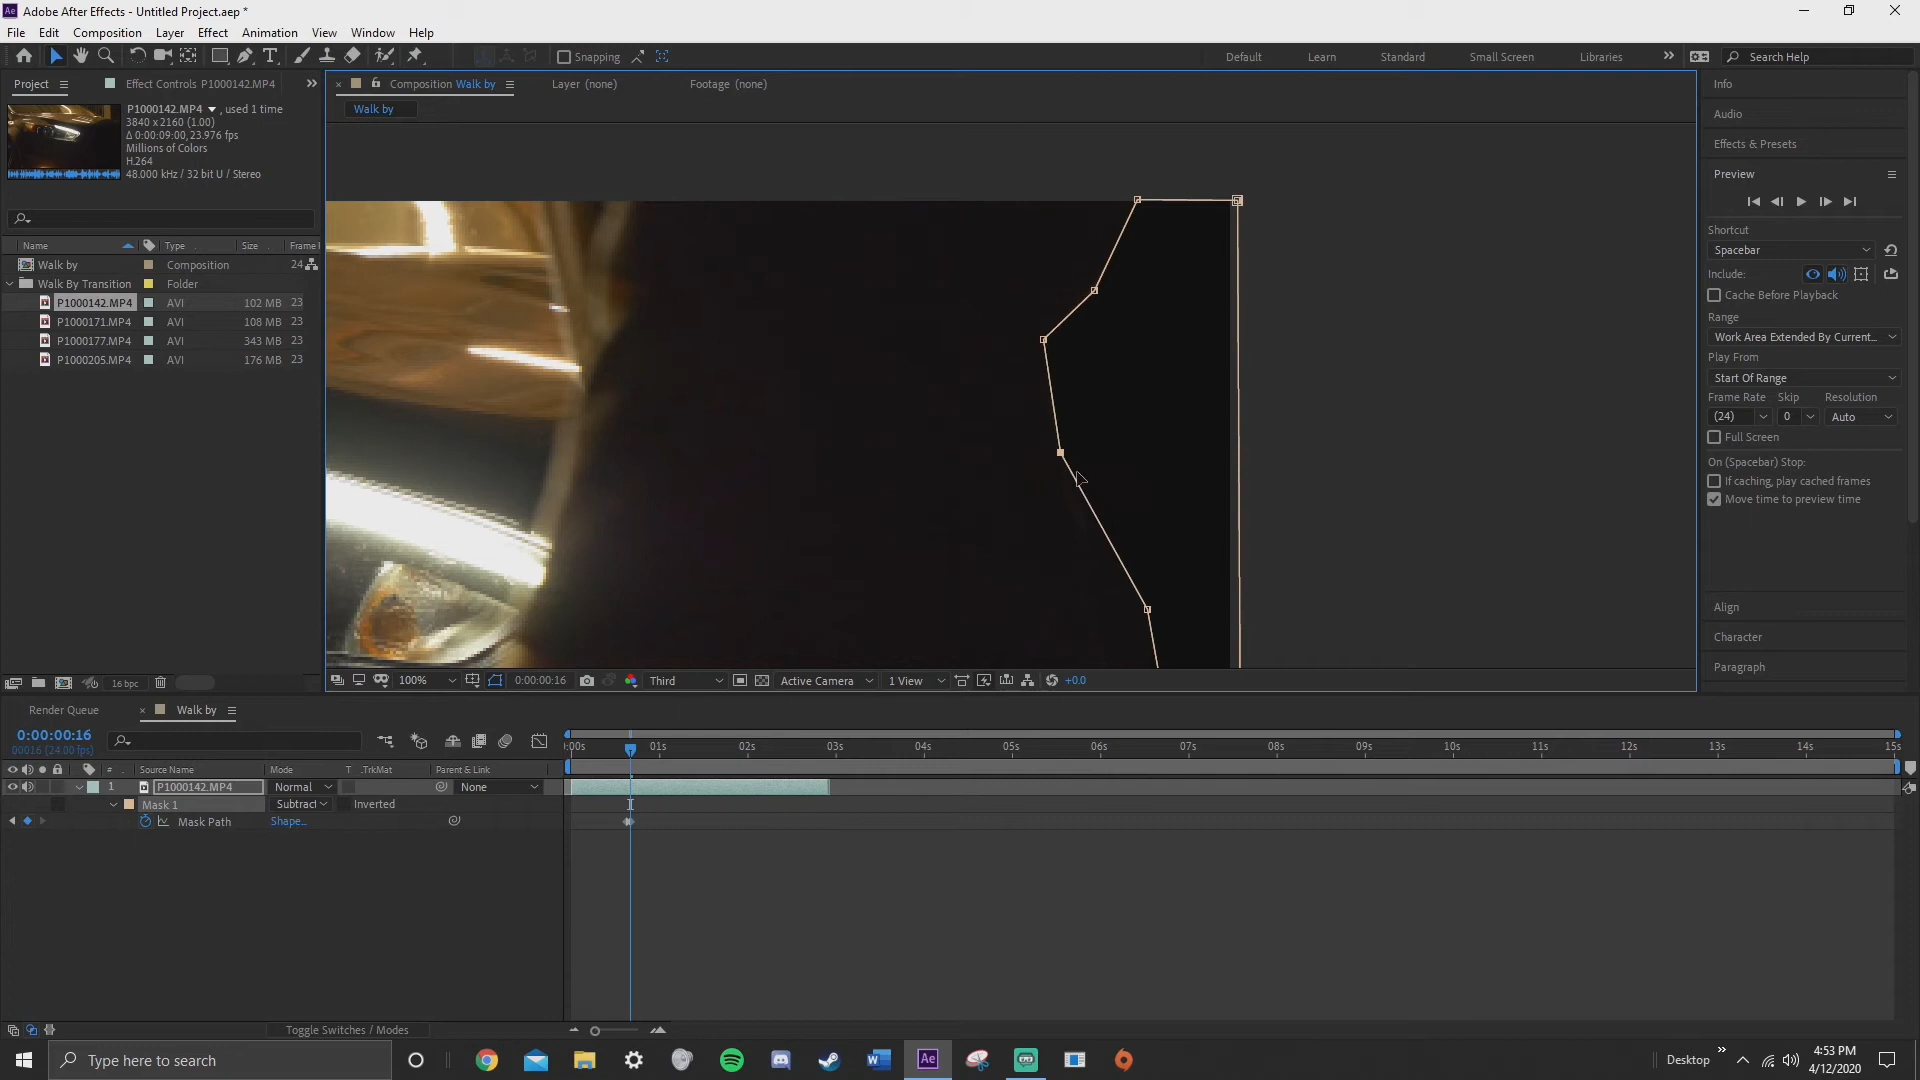 Ae Adobe After Effects - Untitled Project.aep *
File Edit Composition Layer Effect Animation View Window Help
Snapping Default Learn Standard Small Screen Libraries Search Help
Project Effect Controls P1000142.MP4
Composition Walk by Layer (none) Footage (none)
Walk by
P1000142.MP4 , used 1 time
3840 x 2160 (1.00)
Δ 0:00:09:00, 23.976 fps
Millions of Colors
H.264
48.000 kHz / 32 bit U / Stereo
Name Type Size Frame
Walk by Composition 24
Walk By Transition Folder
P1000142.MP4 AVI 102 MB 23
P1000171.MP4 AVI 108 MB 23
P1000177.MP4 AVI 343 MB 23
P1000205.MP4 AVI 176 MB 23
16 bpc
100% 0:00:00:16 Third Active Camera 1 View +0.0
Info
Audio
Effects & Presets
Preview
Shortcut
Spacebar
Include:
Cache Before Playback
Range
Work Area Extended By Current...
Play From
Start Of Range
Frame Rate Skip Resolution
(24) 0 Auto
Full Screen
On (Spacebar) Stop:
If caching, play cached frames
Move time to preview time
Align
Character
Paragraph
Render Queue Walk by
0:00:00:16
00016 (24.00 fps)
:00s 01s 02s 03s 04s 05s 06s 07s 08s 09s 10s 11s 12s 13s 14s 15s
# Source Name Mode T .TrkMat Parent & Link
1 P1000142.MP4 Normal None
Mask 1 Subtract Inverted
Mask Path Shape...
Toggle Switches / Modes
Type here to search
Ae
Desktop
4:53 PM
4/12/2020